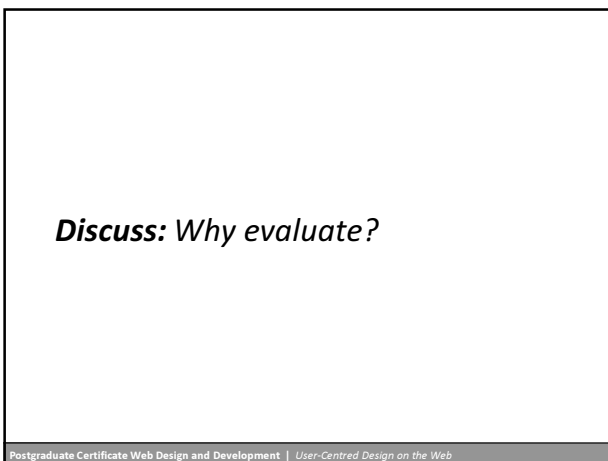 Discuss: Why evaluate?
Postgraduate Certificate Web Design and Development | User-Centred Design on the Web